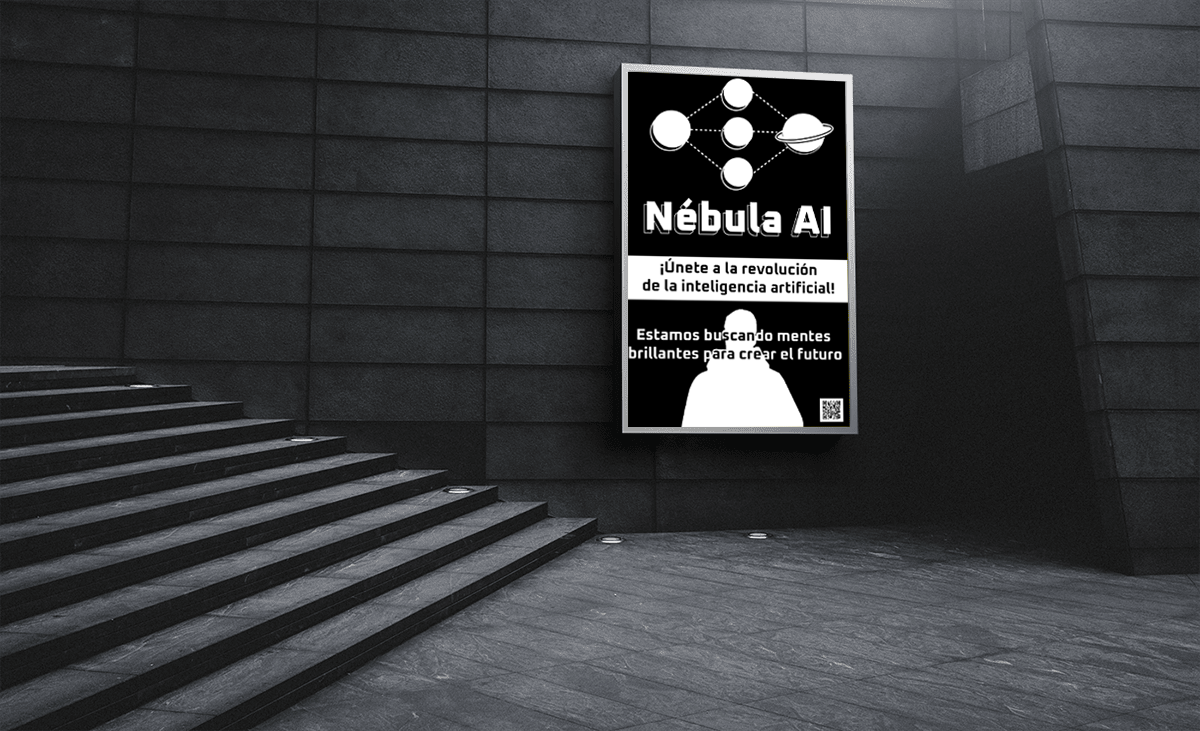 Nébula AI
¡Únete a la revolución
de la inteligencia artificial!
Estamos buscando mentes
brillantes para crear el futuro